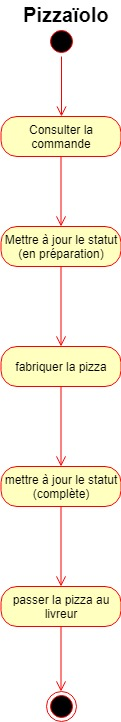 Pizzaïolo
Consulter la
commande
Mettre à jour le statut
(en préparation)
fabriquer la pizza
mettre à jour le statut
(complète)
passer la pizza au
livreur